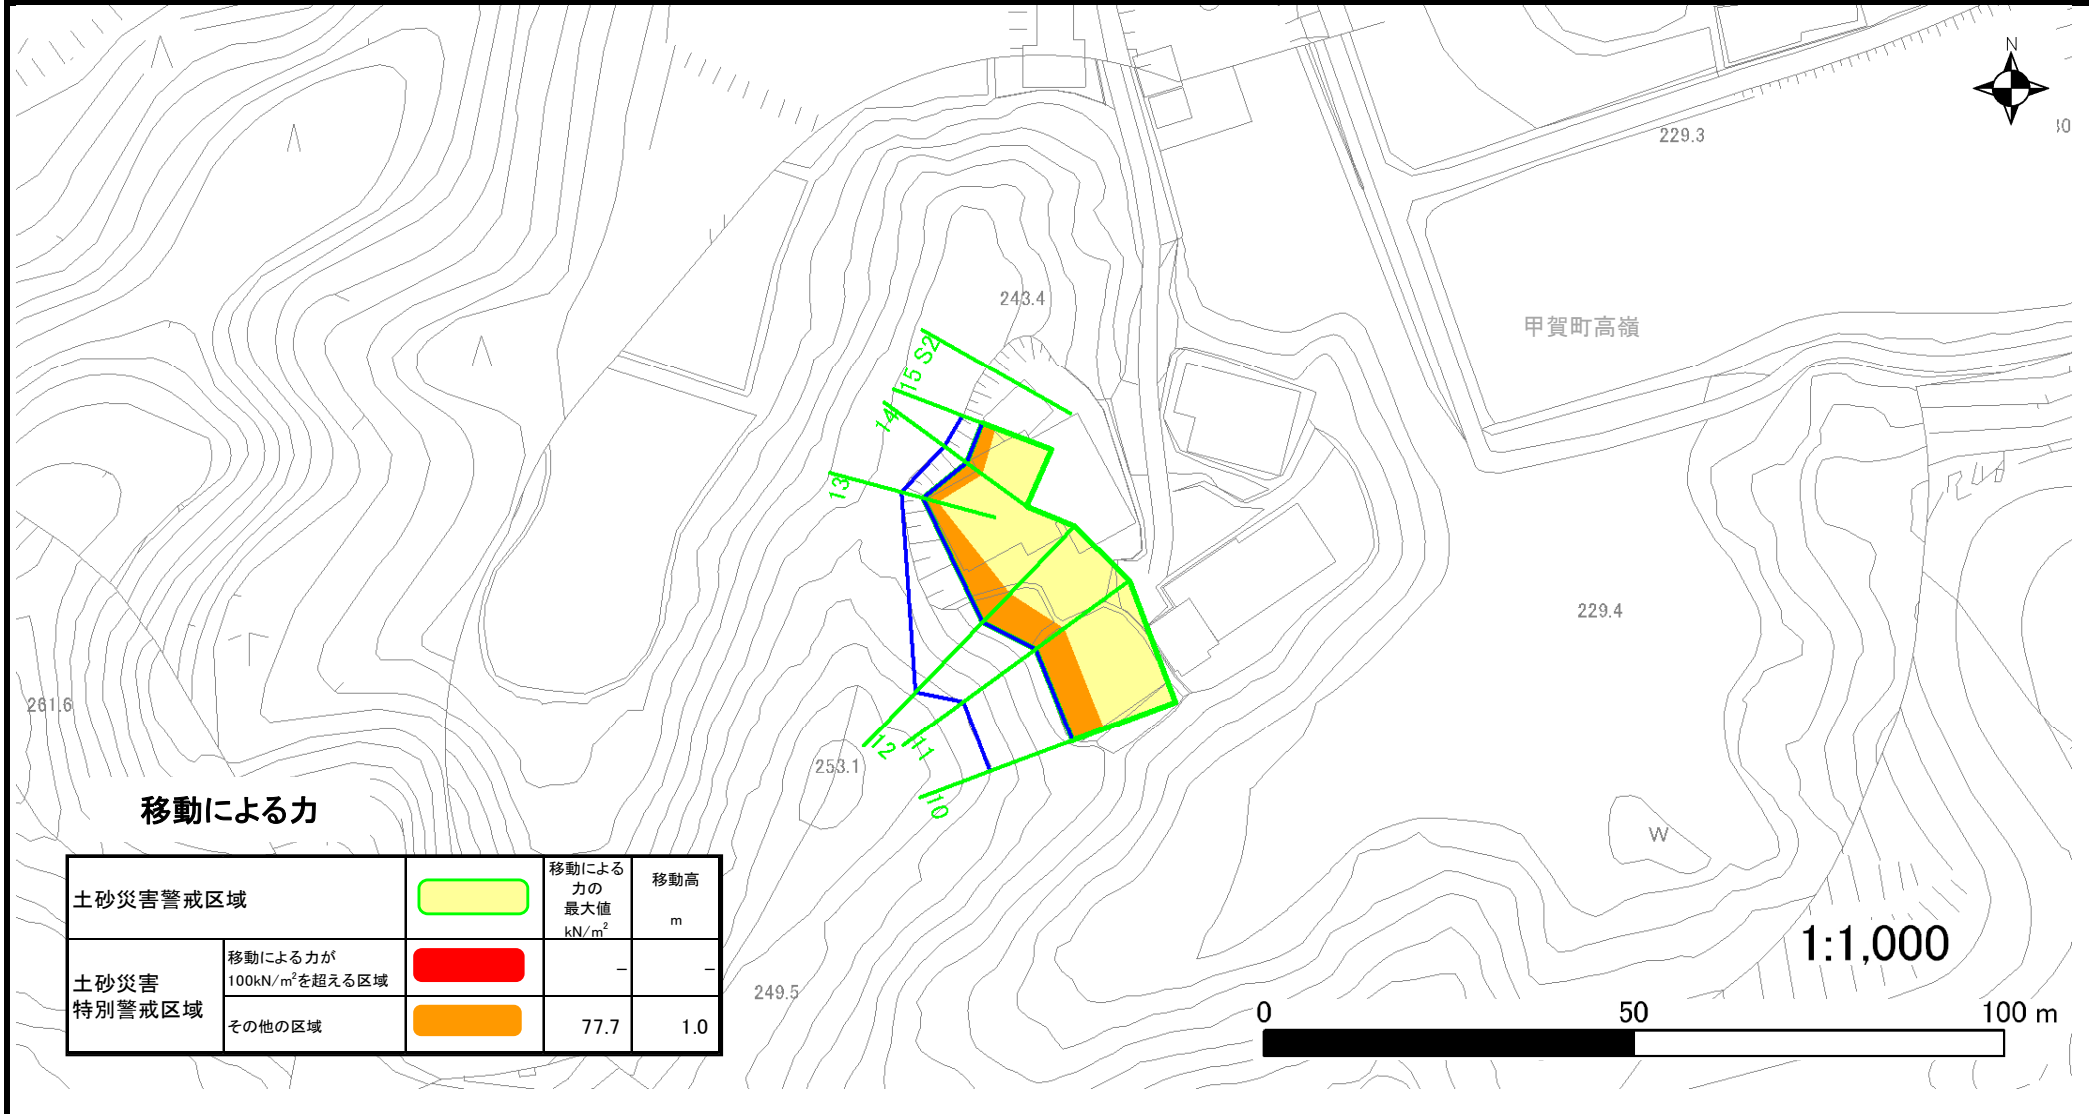 N
229.3
243.4
甲賀町高嶺
S2
15
14
13
229.4
261.6
12
11
253.1
10
W
249.5
移動による力
土砂災害警戒区域
移動による
力の
最大値
kN/m²
移動高
m
土砂災害
特別警戒区域
移動による力が
100kN/m²を超える区域
-
-
その他の区域
77.7
1.0
1:1,000
0 50 100 m